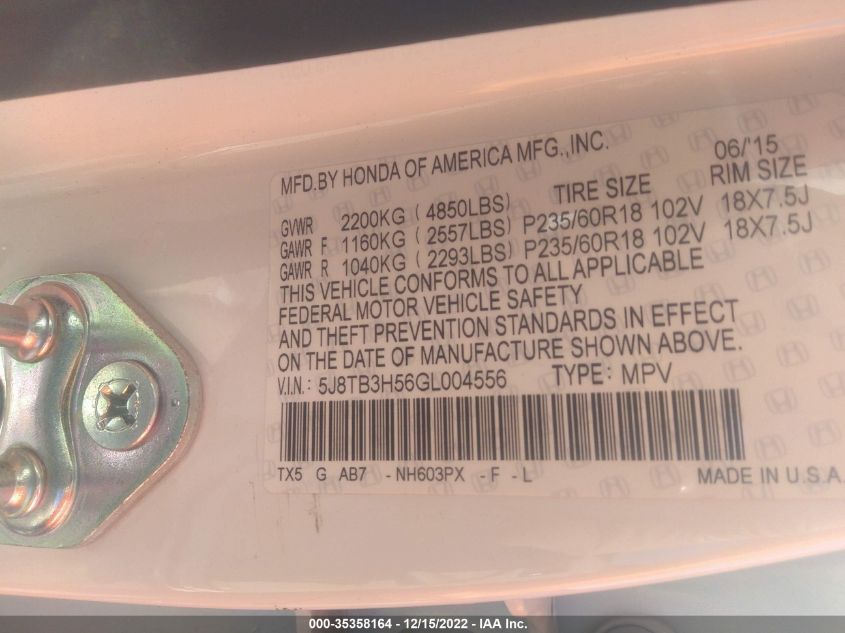 MFD.BY HONDA OF AMERICA MFG.,INC. 06/'15
TIRE SIZE RIM SIZE
GVWR 2200KG ( 4850LBS)
GAWR F 1160KG ( 2557LBS) P235/60R18 102V 18X7.5J
GAWR R 1040KG ( 2293LBS) P235/60R18 102V 18X7.5J
THIS VEHICLE CONFORMS TO ALL APPLICABLE
FEDERAL MOTOR VEHICLE SAFETY
AND THEFT PREVENTION STANDARDS IN EFFECT
ON THE DATE OF MANUFACTURE SHOWN ABOVE.
V.I.N: 5J8TB3H56GL004556 TYPE: MPV
TX5 G AB7 -NH603PX -F -L MADE IN U.S.A.
000-35358164 - 12/15/2022 - IAA Inc.